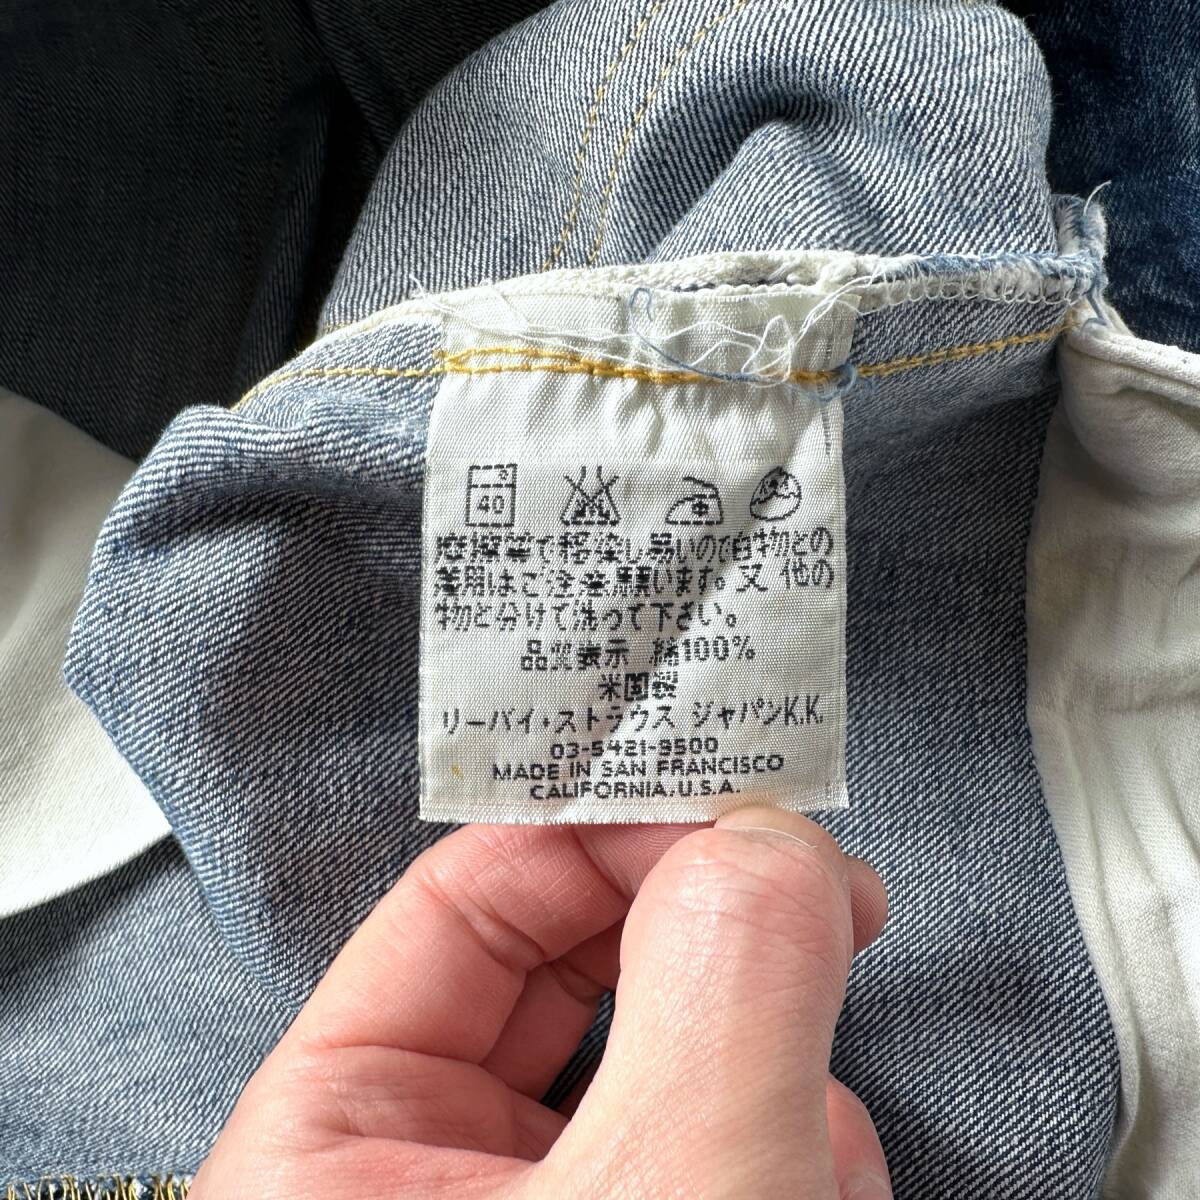 40
摩擦等で移染し易いので白物との
着用はご注意願います。又 他の
物と分けて洗って下さい。
品質表示 綿100%
米国製
リーバイ・ストラウス ジャパンK.K.
03-5421-9500
MADE IN SAN FRANCISCO
CALIFORNIA.U.S.A.